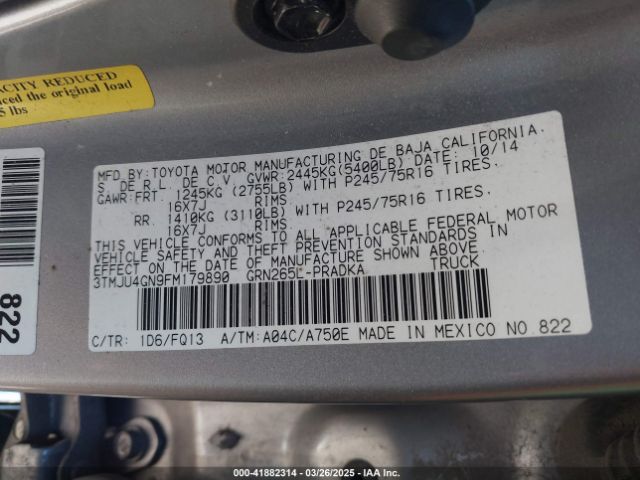 ACITY REDUCED
ced the original load
5 lbs
MFD.BY:TOYOTA MOTOR MANUFACTURING DE BAJA CALIFORNIA.
S. DE R.L. DE C.V. GVWR:2445KG(5400LB) DATE: 10/14
GAWR:FRT. 1245KG (2755LB) WITH P245/75R16 TIRES.
16X7J RIMS
RR. 1410KG (3110LB) WITH P245/75R16 TIRES.
16X7J RIMS
THIS VEHICLE CONFORMS TO ALL APPLICABLE FEDERAL MOTOR
VEHICLE SAFETY AND THEFT PREVENTION STANDARDS IN
EFFECT ON THE DATE OF MANUFACTURE SHOWN ABOVE
3TMJU4GN9FM179890 GRN265L-PRADKA TRUCK
C/TR: 1D6/FQ13 A/TM:A04C/A750E MADE IN MEXICO NO.822
822
000-41882314 | 03/26/2025 | IAA Inc.